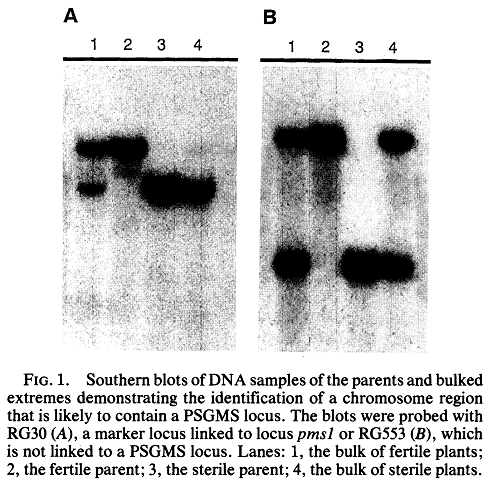 A
B
1 2 3 4
1 2 3 4
FIG. 1. Southern blots of DNA samples of the parents and bulked
extremes demonstrating the identification of a chromosome region
that is likely to contain a PSGMS locus. The blots were probed with
RG30 (A), a marker locus linked to locus pms1 or RG553 (B), which
is not linked to a PSGMS locus. Lanes: 1, the bulk of fertile plants;
2, the fertile parent; 3, the sterile parent; 4, the bulk of sterile plants.